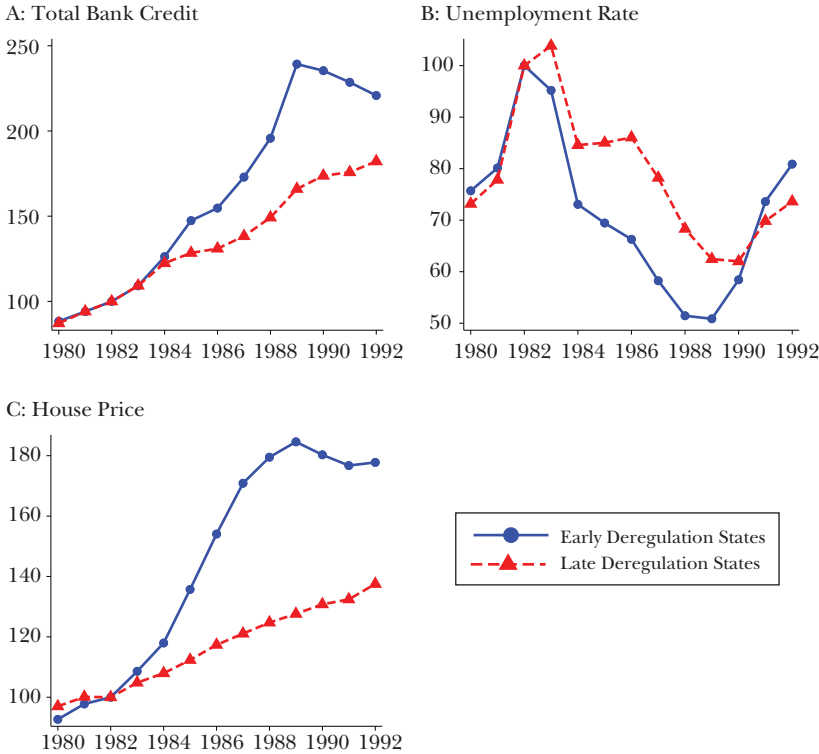 A: Total Bank Credit
250
200
150
100
1980 1982 1984 1986 1988 1990 1992
B: Unemployment Rate
100
90
80
70
60
50
1980 1982 1984 1986 1988 1990 1992
C: House Price
180
160
140
120
100
1980 1982 1984 1986 1988 1990 1992
Early Deregulation States
Late Deregulation States